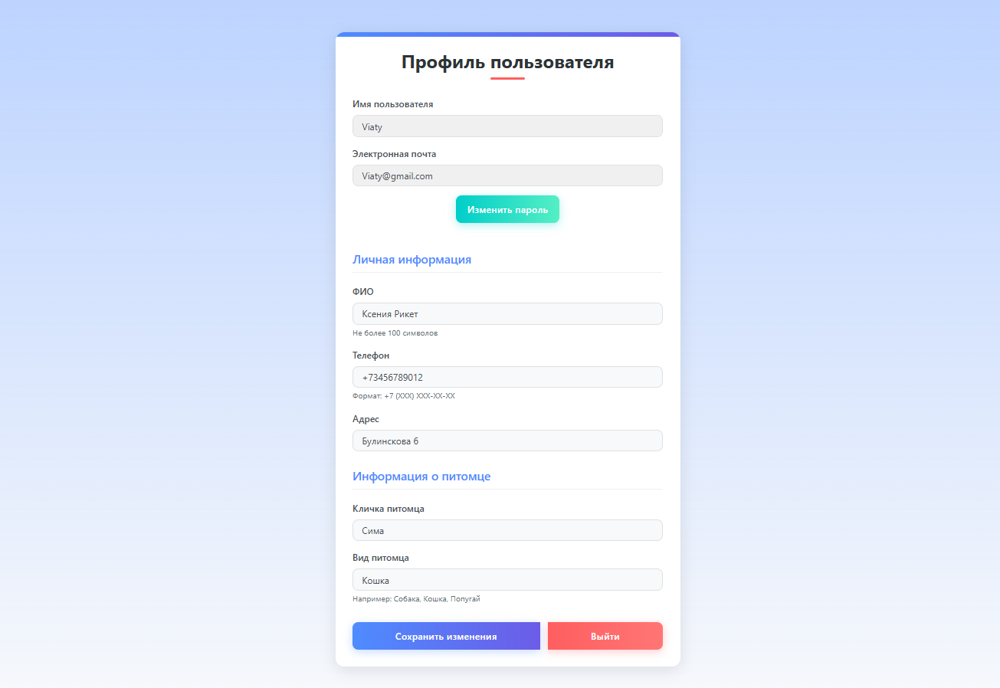 Профиль пользователя
Имя пользователя
Viaty
Электронная почта
Viaty@gmail.com
Изменить пароль
Личная информация
ФИО
Ксения Рикет
Не более 100 символов
Телефон
+73456789012
Формат: +7 (XXX) XXX-XX-XX
Адрес
Булинскова 6
Информация о питомце
Кличка питомца
Сима
Вид питомца
Кошка
Например: Собака, Кошка, Попугай
Сохранить изменения
Выйти